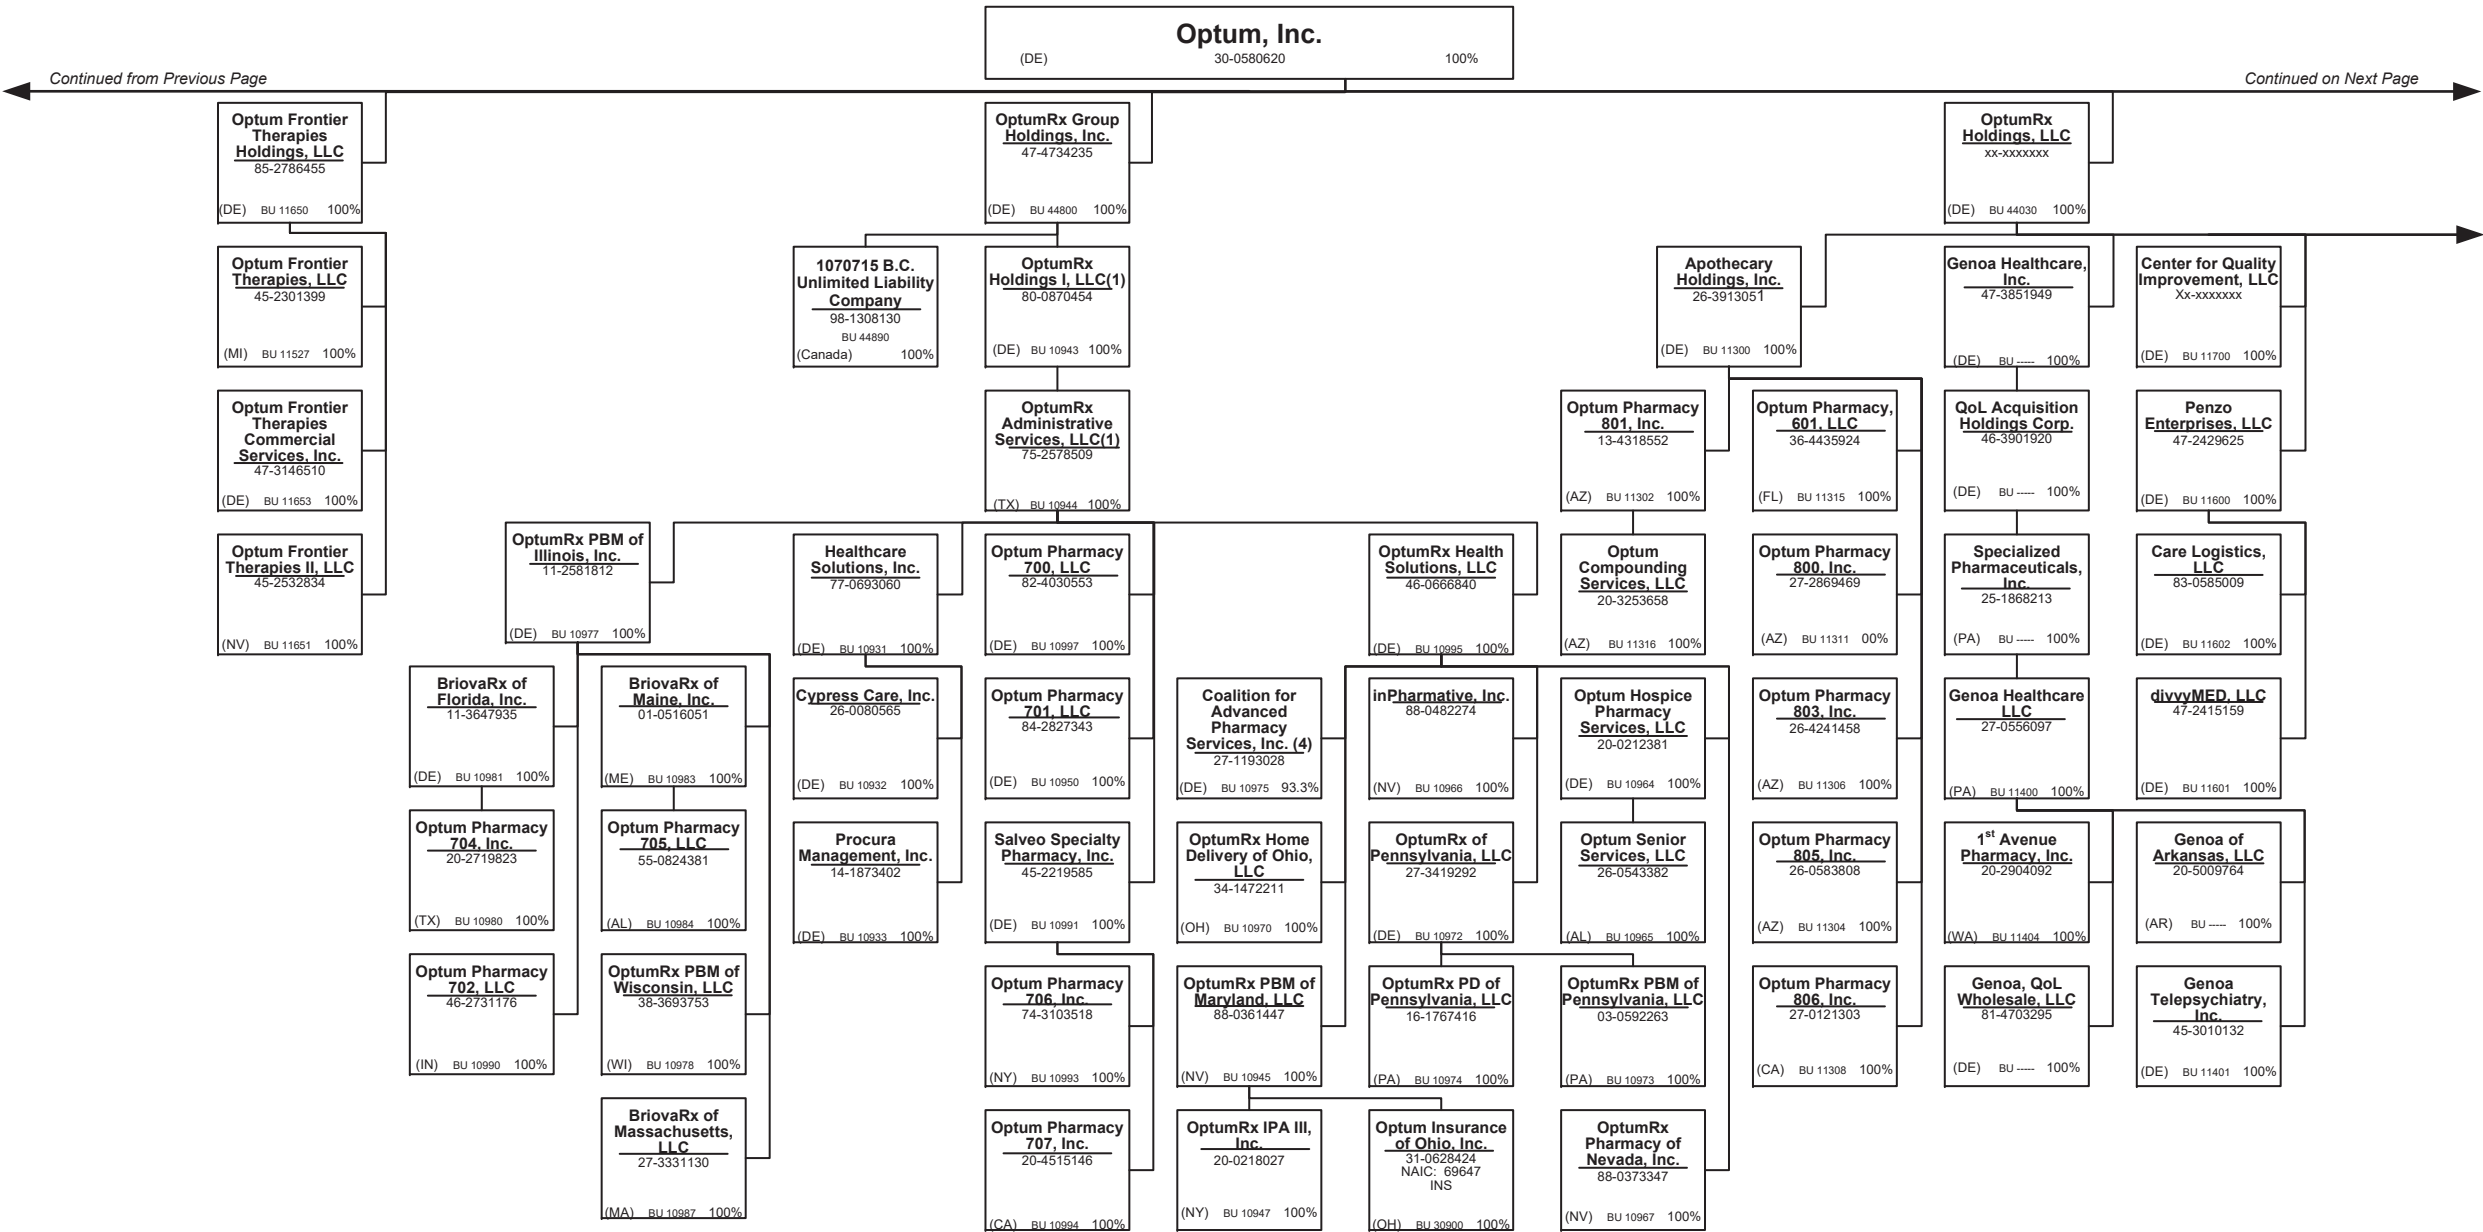 Optum, Inc.
(DE) 30-0580620 100%
Continued from Previous Page
Continued on Next Page
Optum Frontier
Therapies
Holdings, LLC
85-2786455
(DE) BU 11650 100%
OptumRx Group
Holdings, Inc.
47-4734235
(DE) BU 44800 100%
OptumRx
Holdings, LLC
xx-xxxxxxx
(DE) BU 44030 100%
Optum Frontier
Therapies, LLC
45-2301399
(MI) BU 11527 100%
1070715 B.C.
Unlimited Liability
Company
98-1308130
BU 44890
(Canada) 100%
OptumRx
Holdings I, LLC(1)
80-0870454
(DE) BU 10943 100%
Apothecary
Holdings, Inc.
26-3913051
(DE) BU 11300 100%
Genoa Healthcare,
Inc.
47-3851949
(DE) BU ----- 100%
Center for Quality
Improvement, LLC
Xx-xxxxxxx
(DE) BU 11700 100%
Optum Frontier
Therapies
Commercial
Services, Inc.
47-3146510
(DE) BU 11653 100%
OptumRx
Administrative
Services, LLC(1)
75-2578509
(TX) BU 10944 100%
Optum Pharmacy
801, Inc.
13-4318552
(AZ) BU 11302 100%
Optum Pharmacy,
601, LLC
36-4435924
(FL) BU 11315 100%
QoL Acquisition
Holdings Corp.
46-3901920
(DE) BU ----- 100%
Penzo
Enterprises, LLC
47-2429625
(DE) BU 11600 100%
Optum Frontier
Therapies II, LLC
45-2532834
(NV) BU 11651 100%
OptumRx PBM of
Illinois, Inc.
11-2581812
(DE) BU 10977 100%
Healthcare
Solutions, Inc.
77-0693060
(DE) BU 10931 100%
Optum Pharmacy
700, LLC
82-4030553
(DE) BU 10997 100%
OptumRx Health
Solutions, LLC
46-0666840
(DE) BU 10995 100%
Optum
Compounding
Services, LLC
20-3253658
(AZ) BU 11316 100%
Optum Pharmacy
800, Inc.
27-2869469
(AZ) BU 11311 00%
Specialized
Pharmaceuticals,
Inc.
25-1868213
(PA) BU ----- 100%
Care Logistics,
LLC
83-0585009
(DE) BU 11602 100%
BriovaRx of
Florida, Inc.
11-3647935
(DE) BU 10981 100%
BriovaRx of
Maine, Inc.
01-0516051
(ME) BU 10983 100%
Cypress Care, Inc.
26-0080565
(DE) BU 10932 100%
Optum Pharmacy
701, LLC
84-2827343
(DE) BU 10950 100%
Coalition for
Advanced
Pharmacy
Services, Inc. (4)
27-1193028
(DE) BU 10975 93.3%
inPharmative, Inc.
88-0482274
(NV) BU 10966 100%
Optum Hospice
Pharmacy
Services, LLC
20-0212381
(DE) BU 10964 100%
Optum Pharmacy
803, Inc.
26-4241458
(AZ) BU 11306 100%
Genoa Healthcare
LLC
27-0556097
(PA) BU 11400 100%
divvyMED, LLC
47-2415159
(DE) BU 11601 100%
Optum Pharmacy
704, Inc.
20-2719823
(TX) BU 10980 100%
Optum Pharmacy
705, LLC
55-0824381
(AL) BU 10984 100%
Procura
Management, Inc.
14-1873402
(DE) BU 10933 100%
Salveo Specialty
Pharmacy, Inc.
45-2219585
(DE) BU 10991 100%
OptumRx Home
Delivery of Ohio,
LLC
34-1472211
(OH) BU 10970 100%
OptumRx of
Pennsylvania, LLC
27-3419292
(DE) BU 10972 100%
Optum Senior
Services, LLC
26-0543382
(AL) BU 10965 100%
Optum Pharmacy
805, Inc.
26-0583808
(AZ) BU 11304 100%
1st Avenue
Pharmacy, Inc.
20-2904092
(WA) BU 11404 100%
Genoa of
Arkansas, LLC
20-5009764
(AR) BU ----- 100%
Optum Pharmacy
702, LLC
46-2731176
(IN) BU 10990 100%
OptumRx PBM of
Wisconsin, LLC
38-3693753
(WI) BU 10978 100%
Optum Pharmacy
706, Inc.
74-3103518
(NY) BU 10993 100%
OptumRx PBM of
Maryland, LLC
88-0361447
(NV) BU 10945 100%
OptumRx PD of
Pennsylvania, LLC
16-1767416
(PA) BU 10974 100%
OptumRx PBM of
Pennsylvania, LLC
03-0592263
(PA) BU 10973 100%
Optum Pharmacy
806, Inc.
27-0121303
(CA) BU 11308 100%
Genoa, QoL
Wholesale, LLC
81-4703295
(DE) BU ----- 100%
Genoa
Telepsychiatry,
Inc.
45-3010132
(DE) BU 11401 100%
BriovaRx of
Massachusetts,
LLC
27-3331130
(MA) BU 10987 100%
Optum Pharmacy
707, Inc.
20-4515146
(CA) BU 10994 100%
OptumRx IPA III,
Inc.
20-0218027
(NY) BU 10947 100%
Optum Insurance
of Ohio, Inc.
31-0628424
NAIC: 69647
INS
(OH) BU 30900 100%
OptumRx
Pharmacy of
Nevada, Inc.
88-0373347
(NV) BU 10967 100%